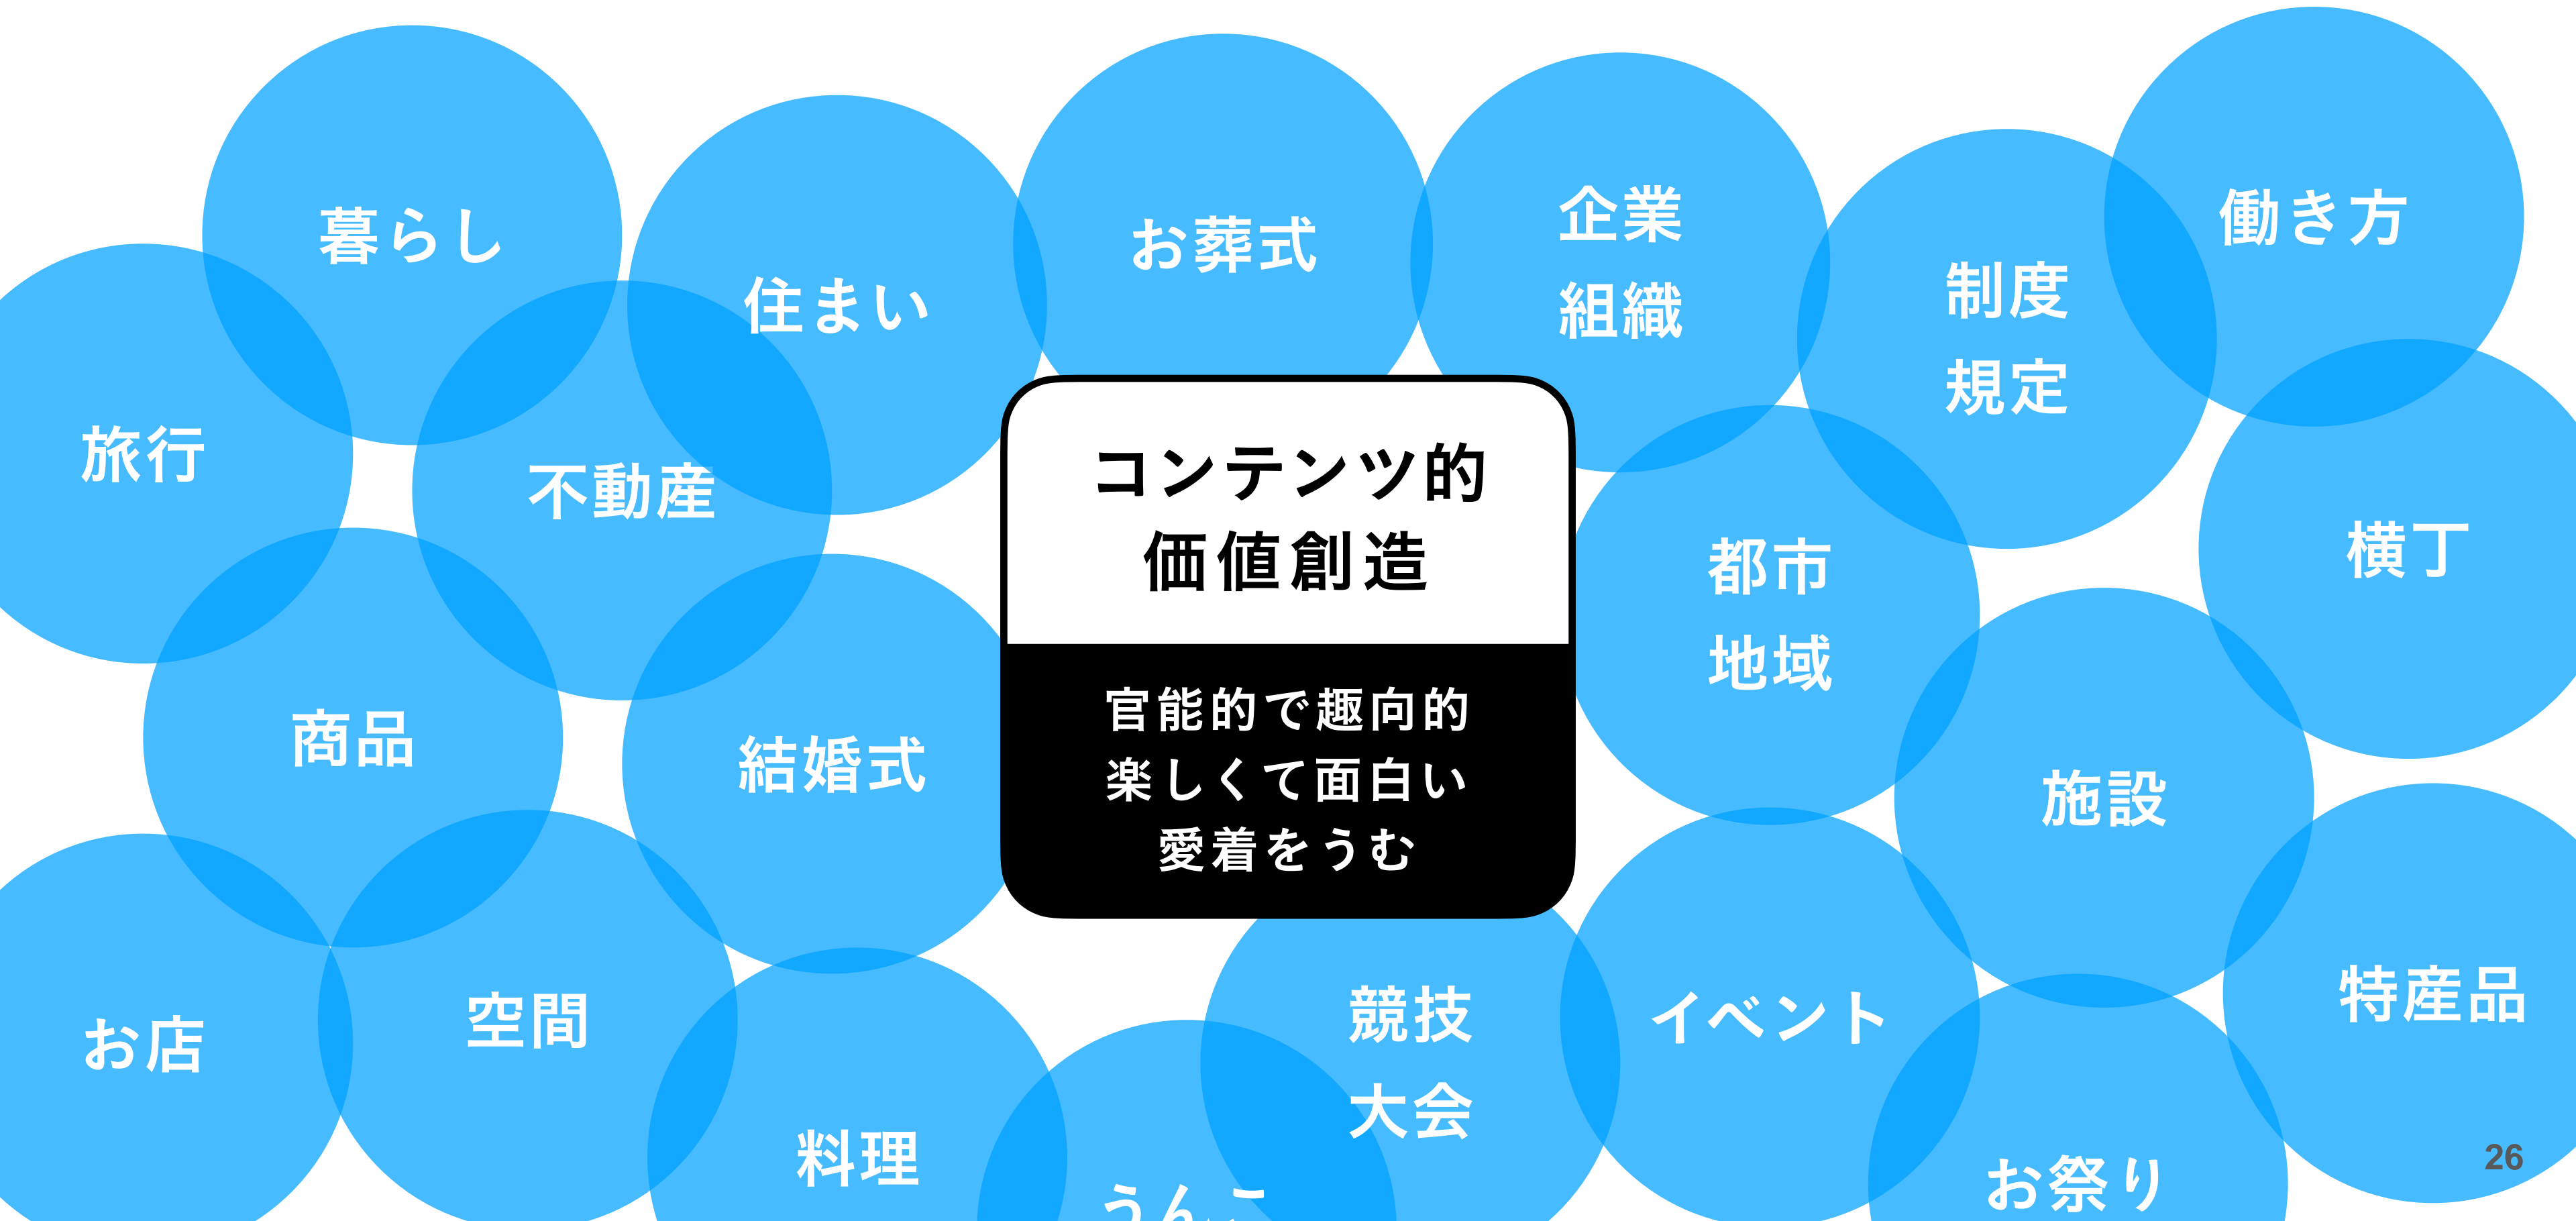 暮らし
住まい
お葬式
企業
組織
制度
規定
働き方
旅行
不動産
コンテンツ的
価値創造
都市
地域
横丁
商品
結婚式
官能的で趣向的
楽しくて面白い
愛着をうむ
施設
お店
空間
料理
競技
大会
イベント
特産品
お祭り
26